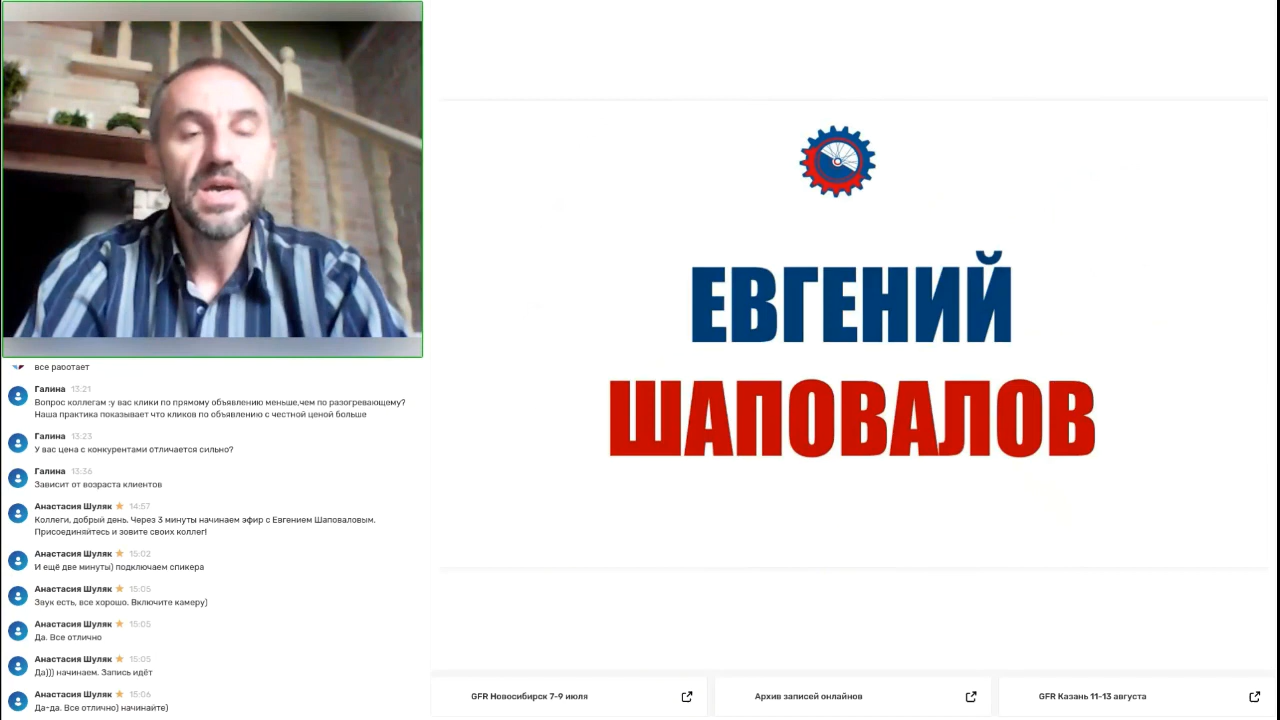 все работает
Галина 13:21
Вопрос коллегам :у вас клики по прямому объявлению меньше,чем по разогревающему?
Наша практика показывает что кликов по объявлению с честной ценой больше
Галина 13:23
У вас цена с конкурентами отличается сильно?
Галина 13:36
Зависит от возраста клиентов
Анастасия Шуляк 14:57
Коллеги, добрый день. Через 3 минуты начинаем эфир с Евгением Шаповаловым.
Присоединяйтесь и зовите своих коллег!
Анастасия Шуляк 15:02
И ещё две минуты) подключаем спикера
Анастасия Шуляк 15:05
Звук есть, все хорошо. Включите камеру)
Анастасия Шуляк 15:05
Да. Все отлично
Анастасия Шуляк 15:05
Да))) начинаем. Запись идёт
Анастасия Шуляк 15:06
Да-да. Все отлично) начинайте)
ЕВГЕНИЙ
ШАПОВАЛОВ
GFR Новосибирск 7-9 июля
Архив записей онлайнов
GFR Казань 11-13 августа